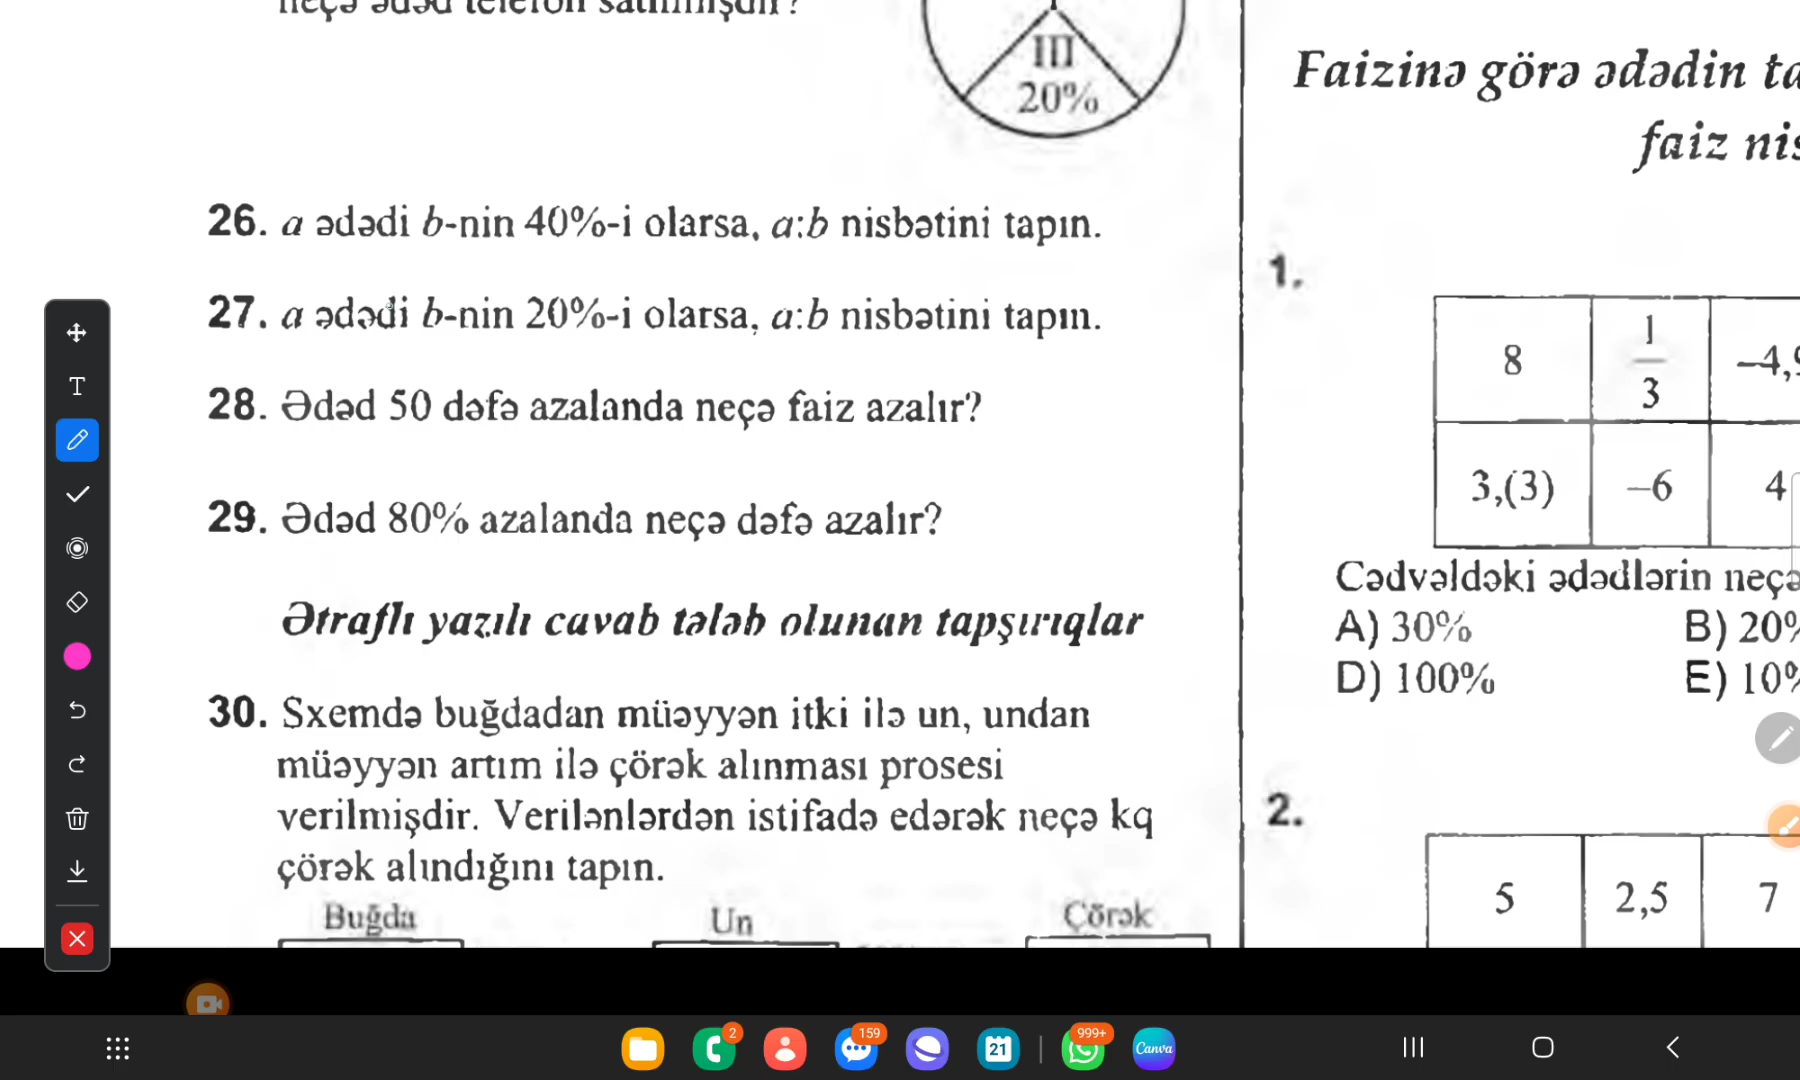 III
20%
26. a ədədi b-nin 40%-i olarsa, a:b nisbətini tapın.
27. a ədədi b-nin 20%-i olarsa, a:b nisbətini tapın.
28. Ədəd 50 dəfə azalanda neçə faiz azalır?
29. Ədəd 80% azalanda neçə dəfə azalır?
Ətraflı yazılı cavab tələb olunan tapşırıqlar
30. Sxemdə buğdadan müəyyən itki ilə un, undan
müəyyən artım ilə çörək alınması prosesi
verilmişdir. Verilənlərdən istifadə edərək neçə kq
çörək alındığını tapın.
Buğda Un Çörək
Faizinə görə ədədin
faiz
1.
8 1/3
3,(3) –6 4
Cədvəldəki ədədlərin neçə
A) 30% B) 20%
D) 100% E) 10%
2.
5 2,5 7
T
2 159 21 999+ Canva